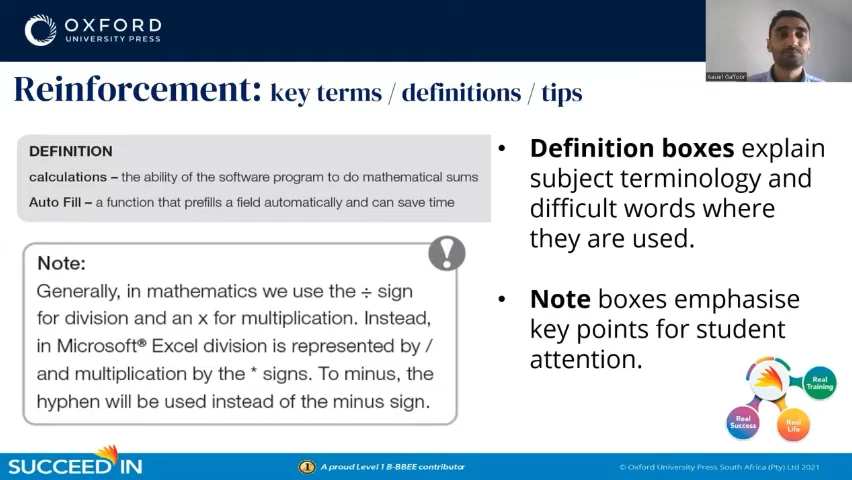 OXFORD
UNIVERSITY PRESS
Aasief Gaffoor
Reinforcement: key terms / definitions / tips
DEFINITION
calculations – the ability of the software program to do mathematical sums
Auto Fill – a function that prefills a field automatically and can save time
Note:
Generally, in mathematics we use the ÷ sign
for division and an x for multiplication. Instead,
in Microsoft® Excel division is represented by /
and multiplication by the * signs. To minus, the
hyphen will be used instead of the minus sign.
• Definition boxes explain
subject terminology and
difficult words where
they are used.
• Note boxes emphasise
key points for student
attention.
Real
Training
Real
Success
Real
Life
SUCCEED IN
1 A proud Level 1 B-BBEE contributor
© Oxford University Press South Africa (Pty) Ltd 2021